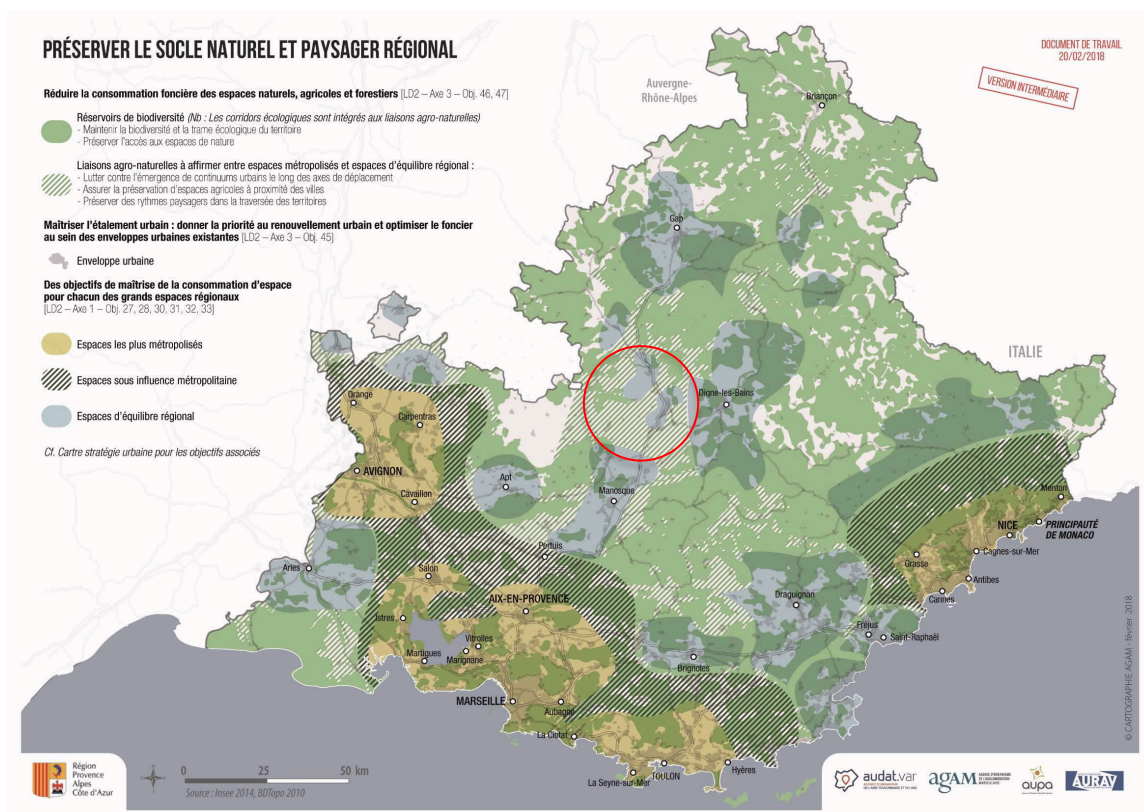 PRÉSERVER LE SOCLE NATUREL ET PAYSAGER RÉGIONAL
DOCUMENT DE TRAVAIL
20/02/2018
VERSION INTERMÉDIAIRE
Réduire la consommation foncière des espaces naturels, agricoles et forestiers [LD2 – Axe 3 – Obj. 46, 47]
Réservoirs de biodiversité (Nb : Les corridors écologiques sont intégrés aux liaisons agro-naturelles)
- Maintenir la biodiversité et la trame écologique du territoire
- Préserver l'accès aux espaces de nature
Liaisons agro-naturelles à affirmer entre espaces métropolisés et espaces d'équilibre régional :
- Lutter contre l'émergence de continuums urbains le long des axes de déplacement
- Assurer la préservation d'espaces agricoles à proximité des villes
- Préserver des rythmes paysagers dans la traversée des territoires
Maîtriser l'étalement urbain : donner la priorité au renouvellement urbain et optimiser le foncier
au sein des enveloppes urbaines existantes [LD2 – Axe 3 – Obj. 45]
Enveloppe urbaine
Des objectifs de maîtrise de la consommation d'espace
pour chacun des grands espaces régionaux
[LD2 – Axe 1 – Obj. 27, 28, 30, 31, 32, 33]
Espaces les plus métropolisés
Espaces sous influence métropolitaine
Espaces d'équilibre régional
Cf. Cartre stratégie urbaine pour les objectifs associés
Auvergne-
Rhône-Alpes
Briançon
Gap
ITALIE
Digne-les-Bains
Orange
Carpentras
AVIGNON
Cavaillon
Apt
Manosque
Menton
NICE
PRINCIPAUTÉ
DE MONACO
Cagnes-sur-Mer
Grasse
Antibes
Cannes
Pertuis
Arles
Salon
AIX-EN-PROVENCE
Draguignan
Istres
Fréjus
Saint-Raphaël
Vitrolles
Martigues
Marignane
Brignoles
MARSEILLE
Aubagne
La Ciotat
Hyères
TOULON
La Seyne-sur-Mer
© CARTOGRAPHIE AGAM - février 2018
Région
Provence
Alpes
Côte d'Azur
0 25 50 km
Source : Insee 2014, BDTopo 2010
audat.var
agAM
AGENCE D'URBANISME
DE L'AGGLOMÉRATION
MARSEILLAISE
aupa
AURAV